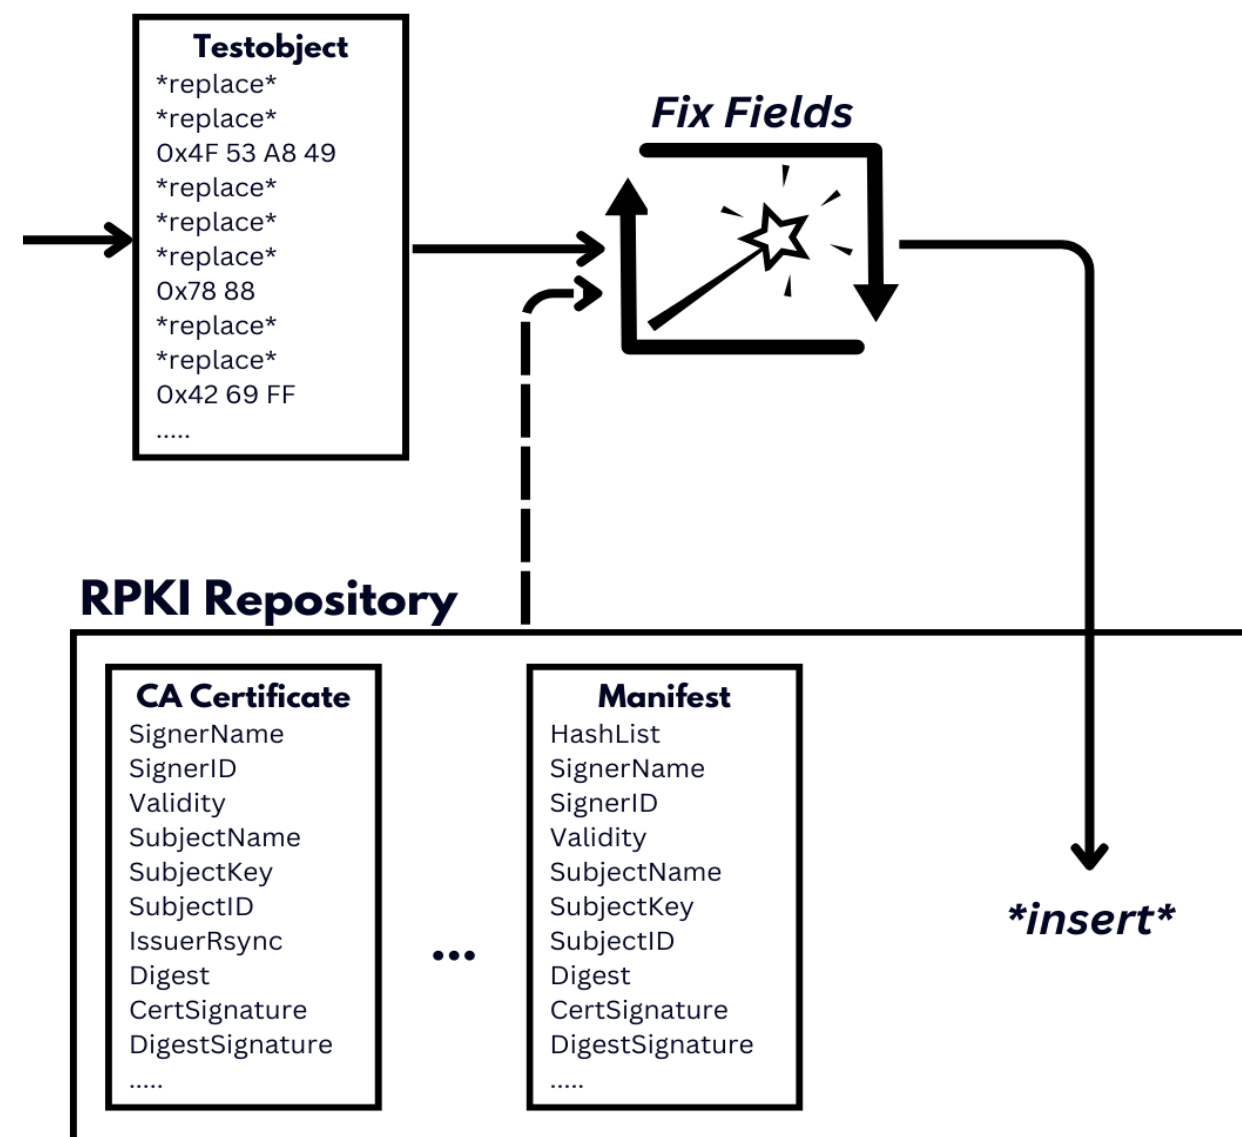 Testobject
*replace*
*replace*
0x4F 53 A8 49
*replace*
*replace*
*replace*
0x78 88
*replace*
*replace*
0x42 69 FF
.....
Fix Fields
RPKI Repository
CA Certificate
SignerName
SignerID
Validity
SubjectName
SubjectKey
SubjectID
IssuerRsync
Digest
CertSignature
DigestSignature
.....
...
Manifest
HashList
SignerName
SignerID
Validity
SubjectName
SubjectKey
SubjectID
Digest
CertSignature
DigestSignature
.....
*insert*